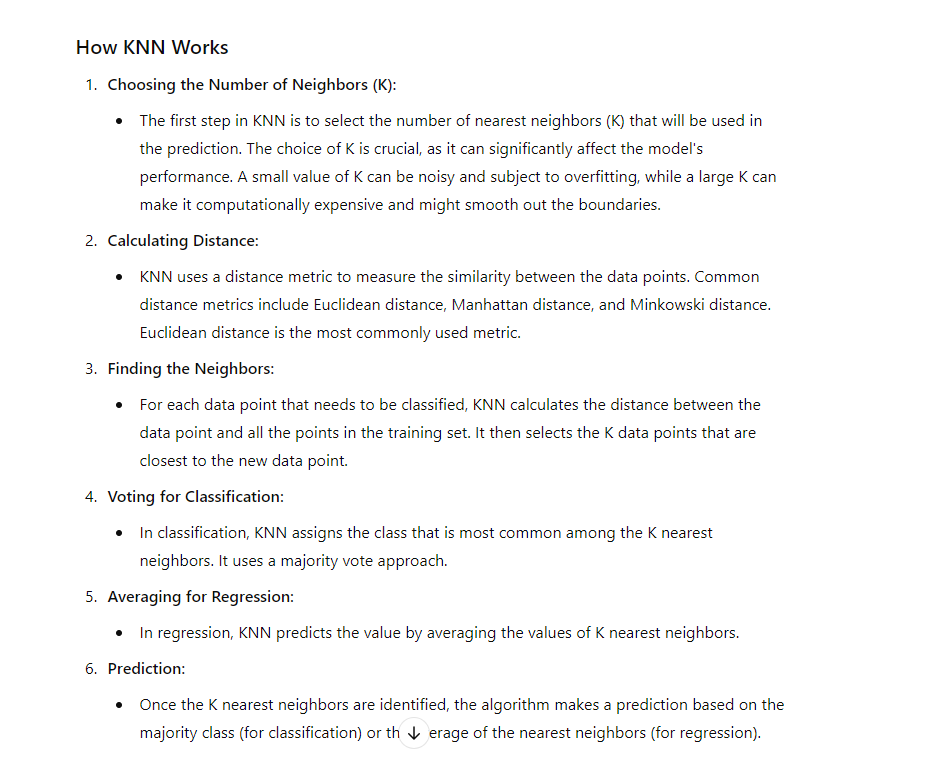 How KNN Works
1. Choosing the Number of Neighbors (K):
• The first step in KNN is to select the number of nearest neighbors (K) that will be used in
the prediction. The choice of K is crucial, as it can significantly affect the model's
performance. A small value of K can be noisy and subject to overfitting, while a large K can
make it computationally expensive and might smooth out the boundaries.
2. Calculating Distance:
• KNN uses a distance metric to measure the similarity between the data points. Common
distance metrics include Euclidean distance, Manhattan distance, and Minkowski distance.
Euclidean distance is the most commonly used metric.
3. Finding the Neighbors:
• For each data point that needs to be classified, KNN calculates the distance between the
data point and all the points in the training set. It then selects the K data points that are
closest to the new data point.
4. Voting for Classification:
• In classification, KNN assigns the class that is most common among the K nearest
neighbors. It uses a majority vote approach.
5. Averaging for Regression:
• In regression, KNN predicts the value by averaging the values of K nearest neighbors.
6. Prediction:
• Once the K nearest neighbors are identified, the algorithm makes a prediction based on the
majority class (for classification) or th erage of the nearest neighbors (for regression).